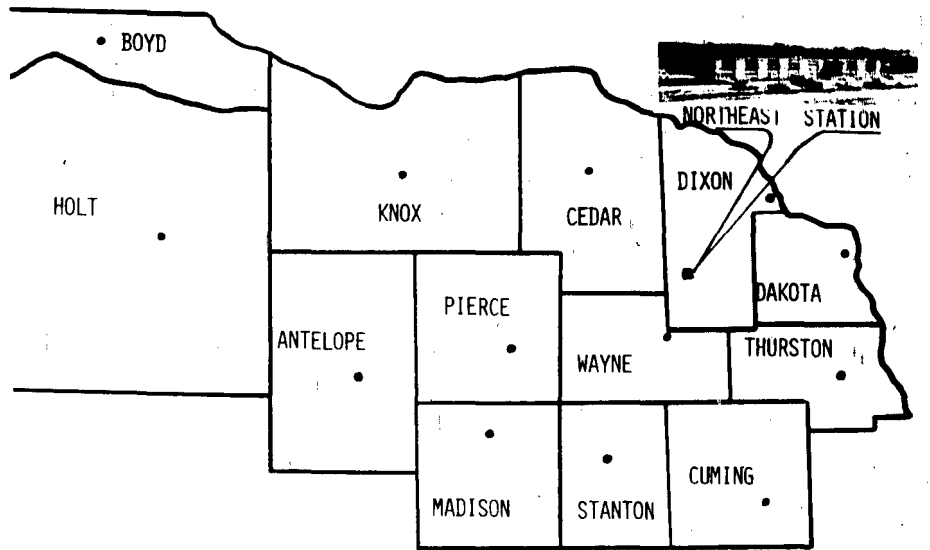 BOYD
NORTHEAST STATION
DIXON
HOLT
KNOX
CEDAR
DAKOTA
PIERCE
ANTELOPE
WAYNE
THURSTON
CUMING
MADISON
STANTON